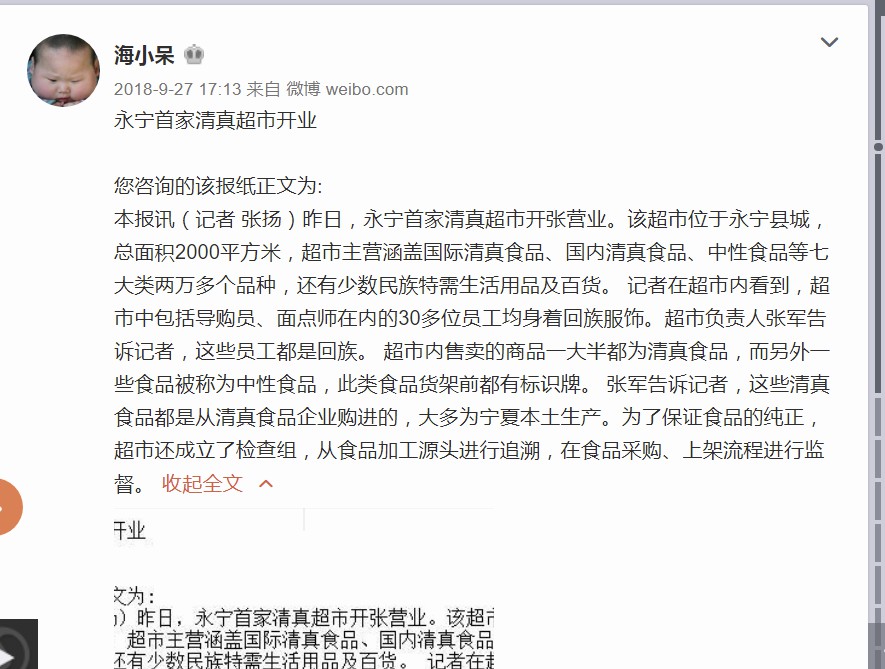 海小呆
2018-9-27 17:13 来自 微博 weibo.com
永宁首家清真超市开业
您咨询的该报纸正文为:
本报讯（记者 张扬）昨日，永宁首家清真超市开张营业。该超市位于永宁县城，
总面积2000平方米，超市主营涵盖国际清真食品、国内清真食品、中性食品等七
大类两万多个品种，还有少数民族特需生活用品及百货。 记者在超市内看到，超
市中包括导购员、面点师在内的30多位员工均身着回族服饰。超市负责人张军告
诉记者，这些员工都是回族。 超市内售卖的商品一大半都为清真食品，而另外一
些食品被称为中性食品，此类食品货架前都有标识牌。 张军告诉记者，这些清真
食品都是从清真食品企业购进的，大多为宁夏本土生产。为了保证食品的纯正，
超市还成立了检查组，从食品加工源头进行追溯，在食品采购、上架流程进行监
督。 收起全文
开业
文为：
）昨日，永宁首家清真超市开张营业。该超市
超市主营涵盖国际清真食品、国内清真食品
还有少数民族特需生活用品及百货。 记者在超